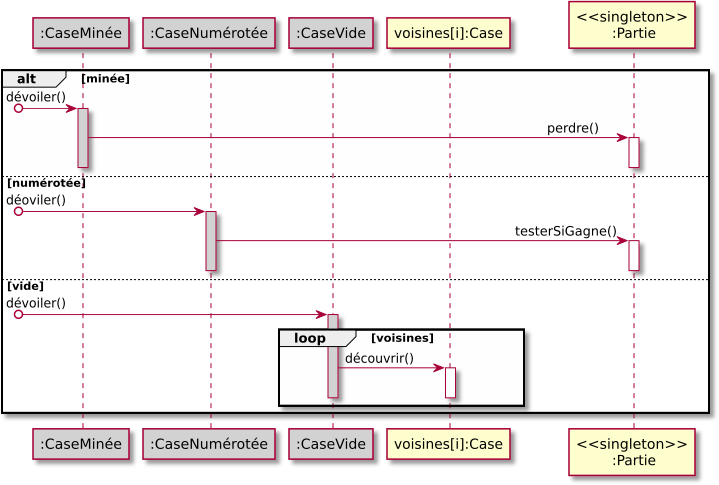 <<singleton>>
:CaseMinée :CaseNumérotée :CaseVide voisines[i]:Case :Partie
alt [minée]
dévoiler()
perdre()
[numérotée]
déoviler()
testerSiGagne()
[vide]
dévoiler()
loop [voisines]
découvrir()
:CaseMinée :CaseNumérotée :CaseVide voisines[i]:Case <<singleton>>
:Partie